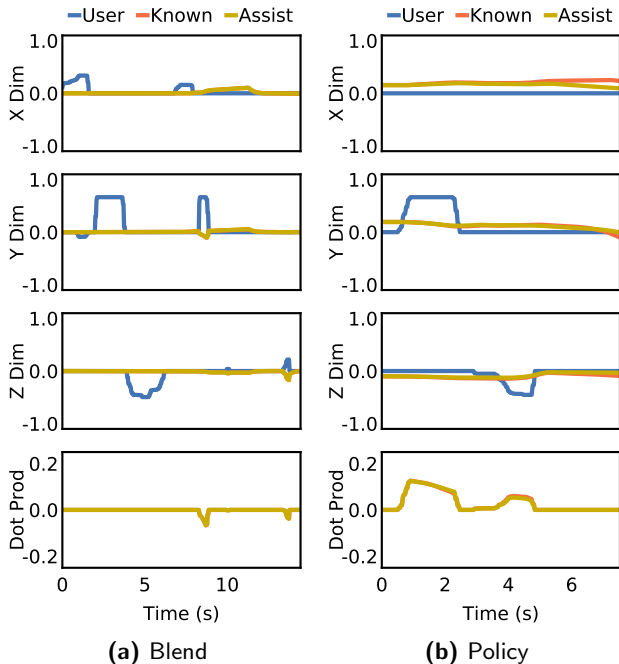 User Known Assist
1.0
X Dim
0.0
-1.0
1.0
Y Dim
0.0
-1.0
1.0
Z Dim
0.0
-1.0
0.2
Dot Prod
0.0
-0.2
0 5 10
Time (s)
(a) Blend
User Known Assist
1.0
X Dim
0.0
-1.0
1.0
Y Dim
0.0
-1.0
1.0
Z Dim
0.0
-1.0
0.2
Dot Prod
0.0
-0.2
0 2 4 6
Time (s)
(b) Policy